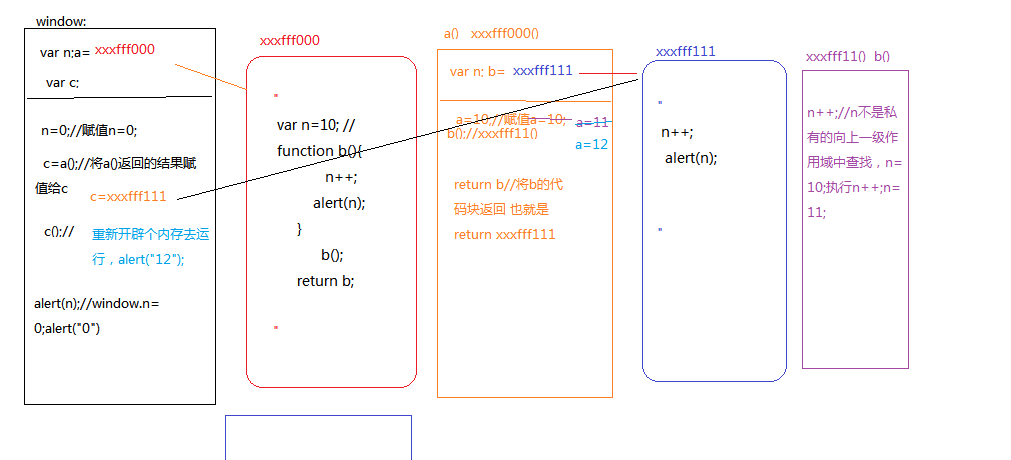 window:
var n;a= xxxfff000
var c;
n=0;//赋值n=0;
c=a();//将a()返回的结果赋
值给c
c=xxxfff111
c();//
重新开辟个内存去运
行，alert("12");
alert(n);//window.n=
0;alert("0")
xxxfff000
"
var n=10; //
function b(){
n++;
alert(n);
}
b();
return b;
"
a() xxxfff000()
var n; b= xxxfff111
a=10;//赋值a=10;
a=11
b();//xxxfff11()
a=12
return b//将b的代
码块返回 也就是
return xxxfff111
xxxfff111
"
n++;
alert(n);
"
xxxfff11() b()
n++;//n不是私
有的向上一级作
用域中查找，n=
10;执行n++;n=
11;